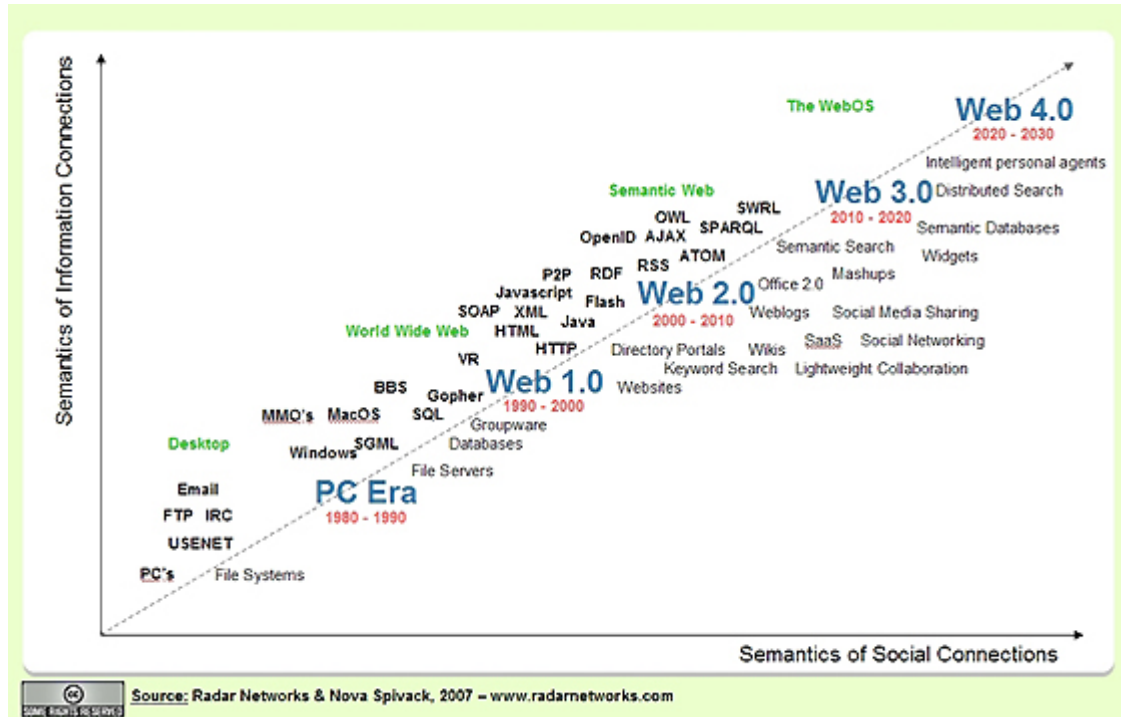 Semantics of Information Connections
The WebOS
Web 4.0
2020 - 2030
Intelligent personal agents
Semantic Web
Web 3.0
Distributed Search
2010 - 2020
SWRL
OWL
SPARQL
Semantic Databases
OpenID
AJAX
Semantic Search
Widgets
ATOM
RSS
P2P
RDF
Mashups
Office 2.0
Web 2.0
Javascript
Flash
2000 - 2010
Weblogs
Social Media Sharing
SOAP
XML
Java
World Wide Web
HTML
HTTP
SaaS
Social Networking
Directory Portals
Wikis
VR
Keyword Search
Lightweight Collaboration
Web 1.0
1990 - 2000
Websites
BBS
Gopher
MMO's
MacOS
SQL
Groupware
Desktop
SGML
Databases
Windows
File Servers
Email
PC Era
1980 - 1990
FTP
IRC
USENET
PC's
File Systems
Semantics of Social Connections
cc
SOME RIGHTS RESERVED
Source: Radar Networks & Nova Spivack, 2007 – www.radarnetworks.com